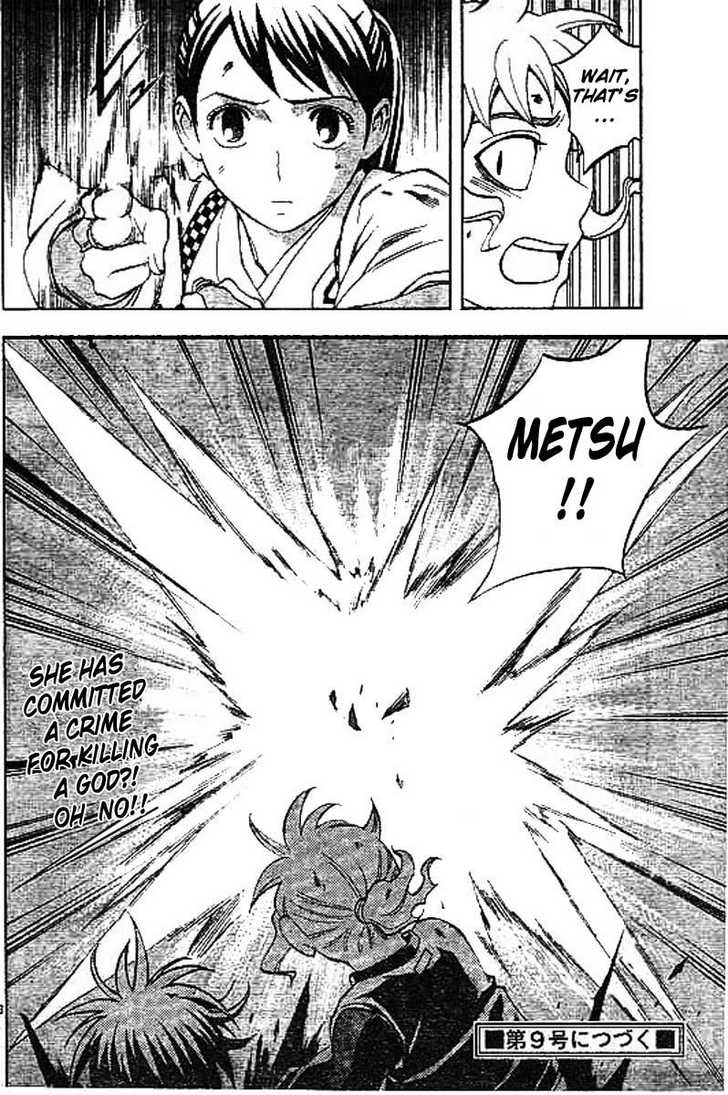 WAIT,
THAT'S
...
METSU
!!
SHE HAS
COMMITTED
A CRIME
FOR KILLING
A GOD?!
OH NO!!
■第9号につづく■